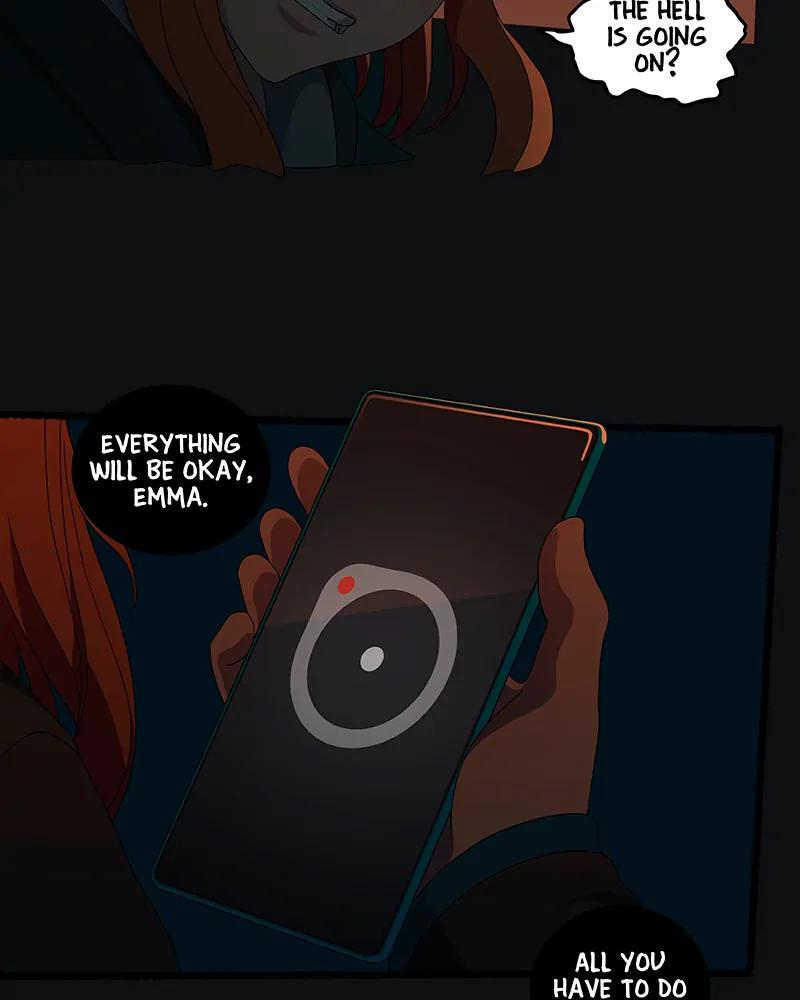 THE HELL
IS GOING
ON?
EVERYTHING
WILL BE OKAY,
EMMA.
ALL YOU
HAVE TO DO